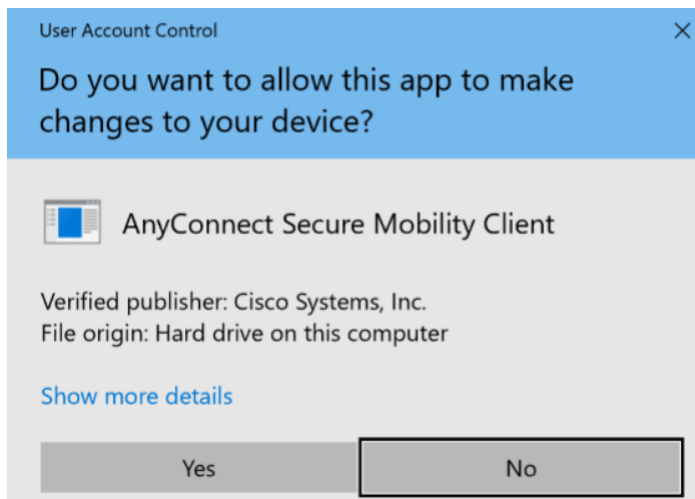 User Account Control
Do you want to allow this app to make
changes to your device?
AnyConnect Secure Mobility Client
Verified publisher: Cisco Systems, Inc.
File origin: Hard drive on this computer
Show more details
Yes
No